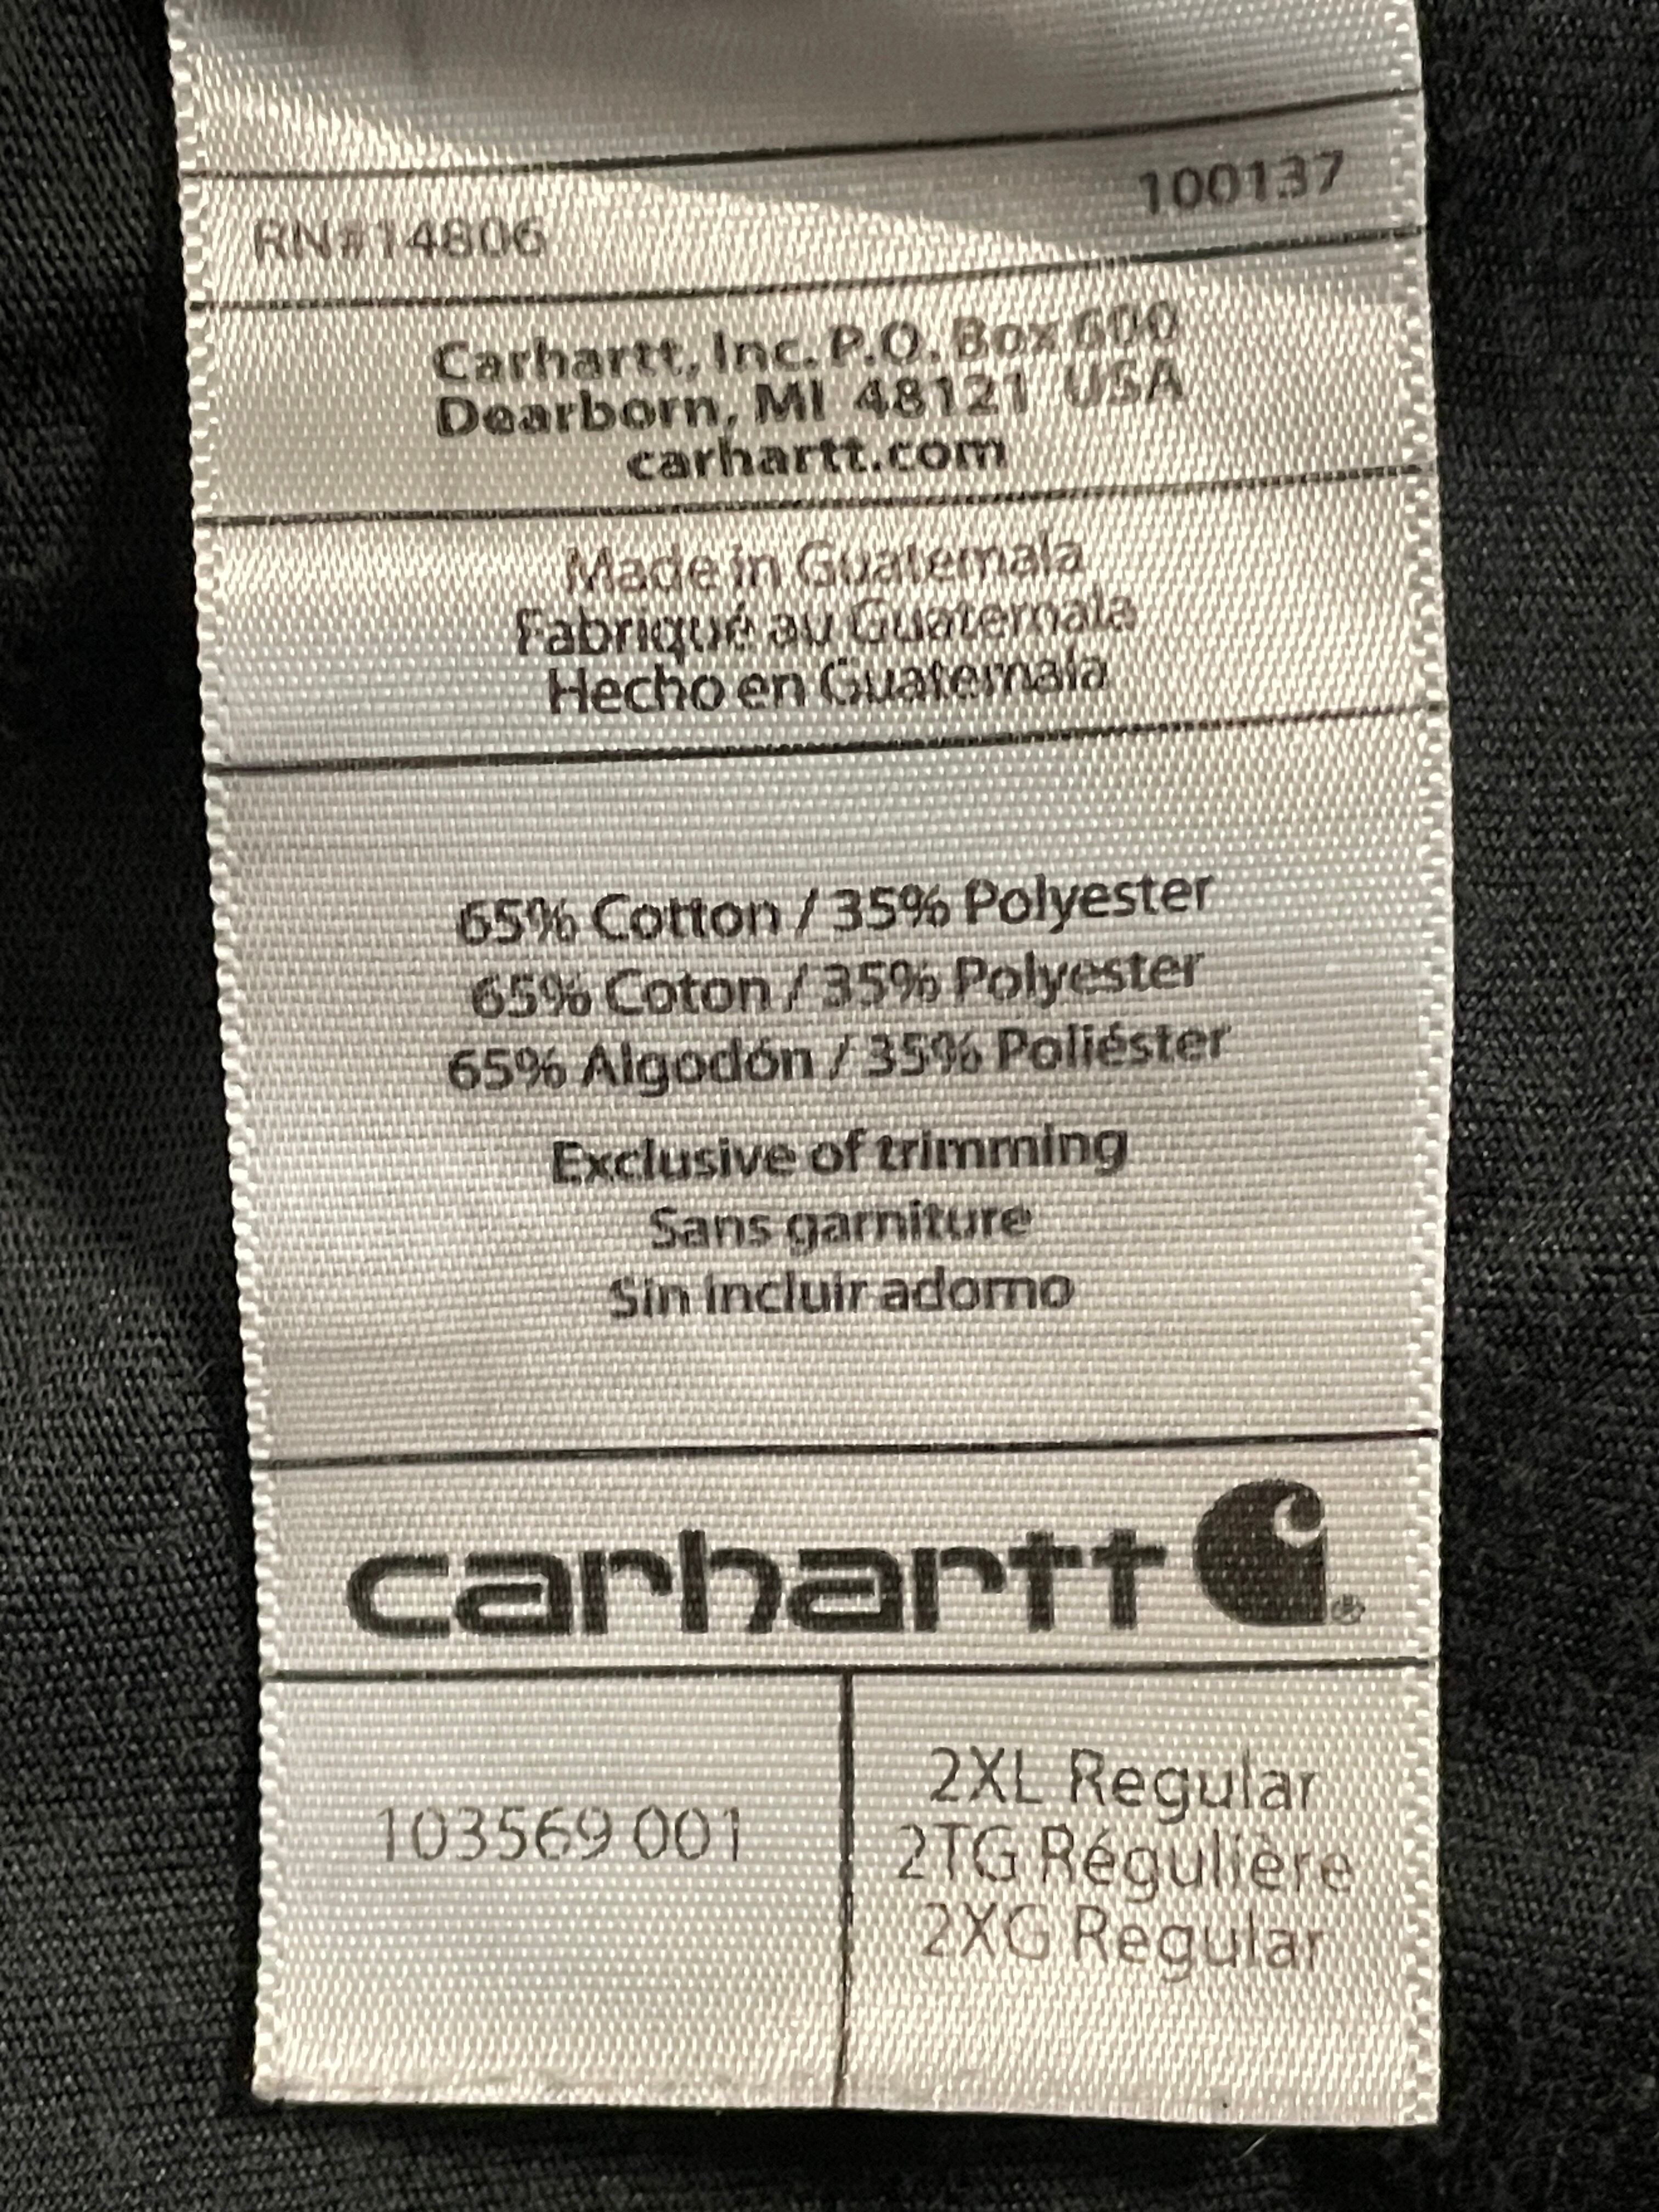 RN#14806 100137
Carhartt, Inc. P.O. Box 600
Dearborn, MI 48121 USA
carhartt.com
Made in Guatemala
Fabriqué au Guatemala
Hecho en Guatemala
65% Cotton / 35% Polyester
65% Coton / 35% Polyester
65% Algodón / 35% Poliéster
Exclusive of trimming
Sans garniture
Sin incluir adorno
carhartt ®
103569 001
2XL Regular
2TG Régulière
2XG Regular